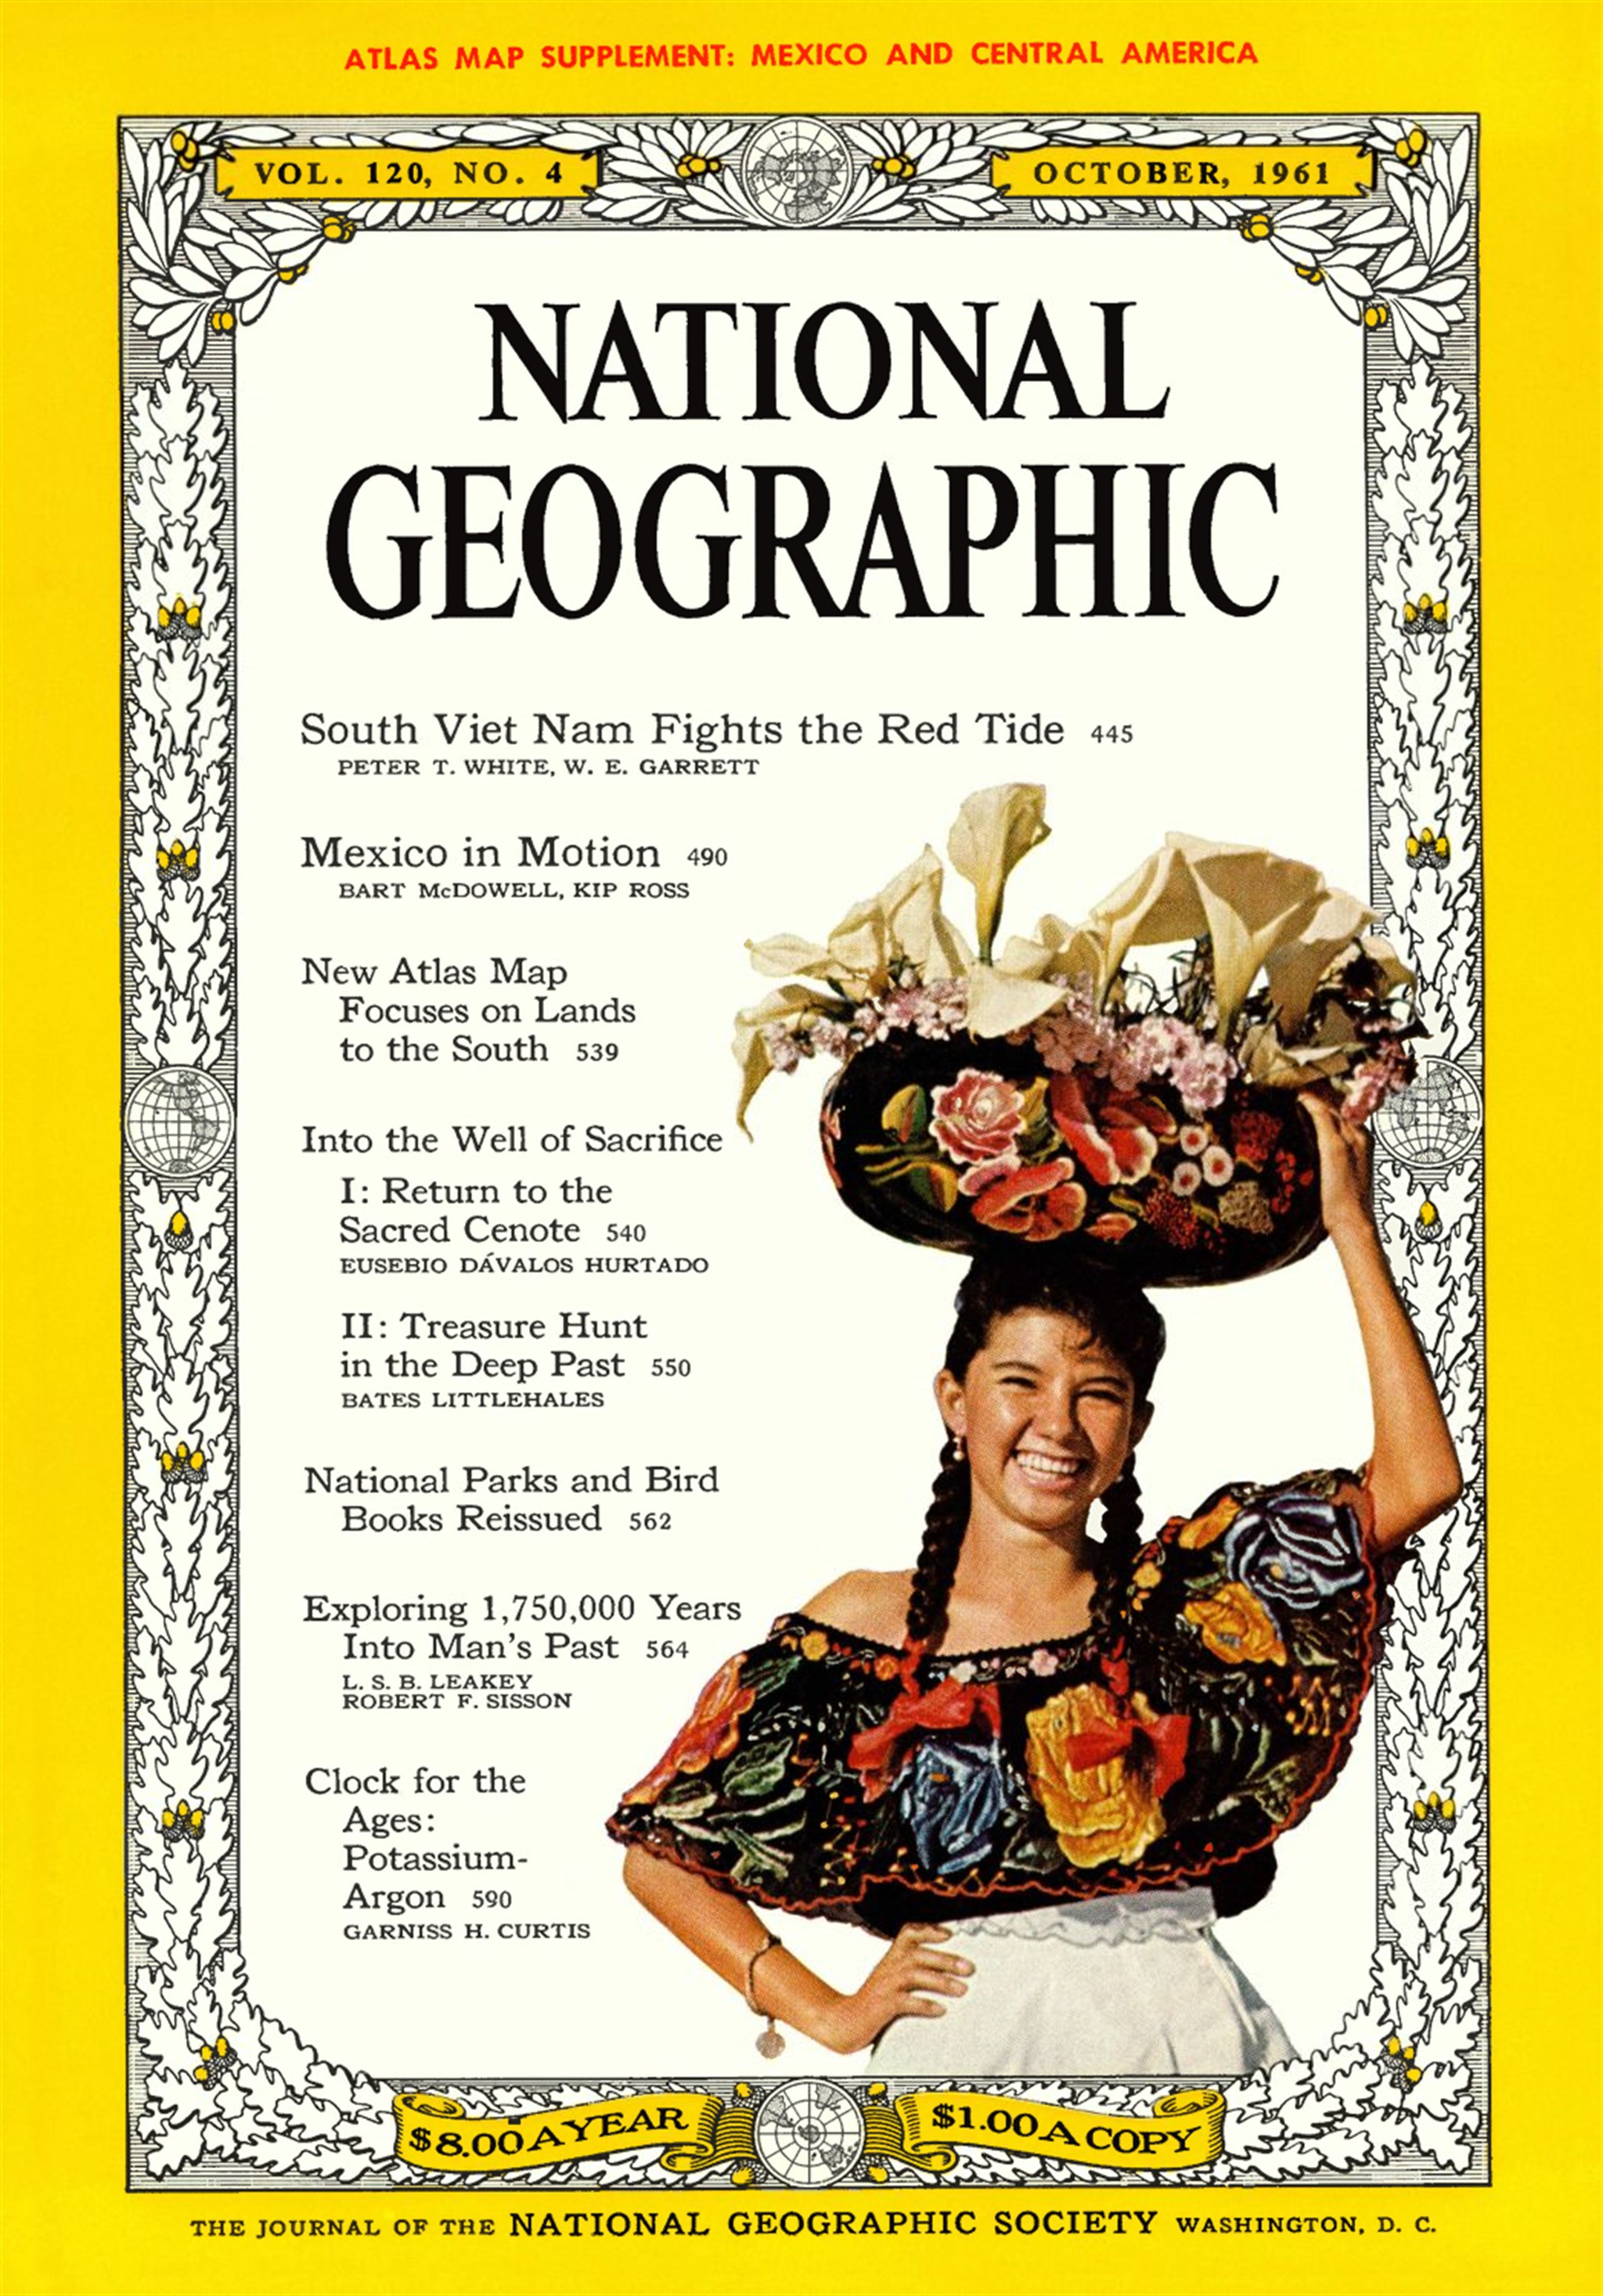 ATLAS MAP SUPPLEMENT: MEXICO AND CENTRAL AMERICA
VOL. 120, NO. 4
OCTOBER, 1961
NATIONAL
GEOGRAPHIC
South Viet Nam Fights the Red Tide 445
PETER T. WHITE, W. E. GARRETT
Mexico in Motion 490
BART McDOWELL, KIP ROSS
New Atlas Map
Focuses on Lands
to the South 539
Into the Well of Sacrifice
I: Return to the
Sacred Cenote 540
EUSEBIO DÁVALOS HURTADO
II: Treasure Hunt
in the Deep Past 550
BATES LITTLEHALES
National Parks and Bird
Books Reissued 562
Exploring 1,750,000 Years
Into Man's Past 564
L. S. B. LEAKEY
ROBERT F. SISSON
Clock for the
Ages:
Potassium-
Argon 590
GARNISS H. CURTIS
$8.00 A YEAR
$1.00 A COPY
THE JOURNAL OF THE NATIONAL GEOGRAPHIC SOCIETY WASHINGTON, D. C.